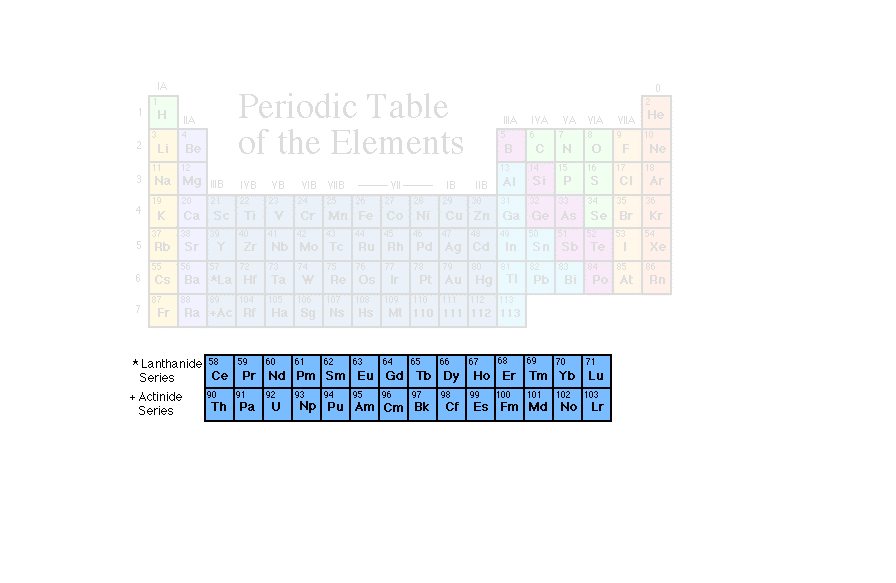 IA 0
1 2
1 H IIA Periodic Table IIIA IVA VA VIA VIIA He
3 4 of the Elements 5 6 7 8 9 10
2 Li Be B C N O F Ne
11 12 13 14 15 16 17 18
3 Na Mg IIIB IVB VB VIB VIIB VII IB IIB Al Si P S Cl Ar
19 20 21 22 23 24 25 26 27 28 29 30 31 32 33 34 35 36
4 K Ca Sc Ti V Cr Mn Fe Co Ni Cu Zn Ga Ge As Se Br Kr
37 38 39 40 41 42 43 44 45 46 47 48 49 50 51 52 53 54
5 Rb Sr Y Zr Nb Mo Tc Ru Rh Pd Ag Cd In Sn Sb Te I Xe
55 56 57 72 73 74 75 76 77 78 79 80 81 82 83 84 85 86
6 Cs Ba *La Hf Ta W Re Os Ir Pt Au Hg Tl Pb Bi Po At Rn
87 88 89 104 105 106 107 108 109 110 111 112 113
7 Fr Ra +Ac Rf Ha Sg Ns Hs Mt 110 111 112 113
58 59 60 61 62 63 64 65 66 67 68 69 70 71
* Lanthanide Series Ce Pr Nd Pm Sm Eu Gd Tb Dy Ho Er Tm Yb Lu
90 91 92 93 94 95 96 97 98 99 100 101 102 103
+ Actinide Series Th Pa U Np Pu Am Cm Bk Cf Es Fm Md No Lr